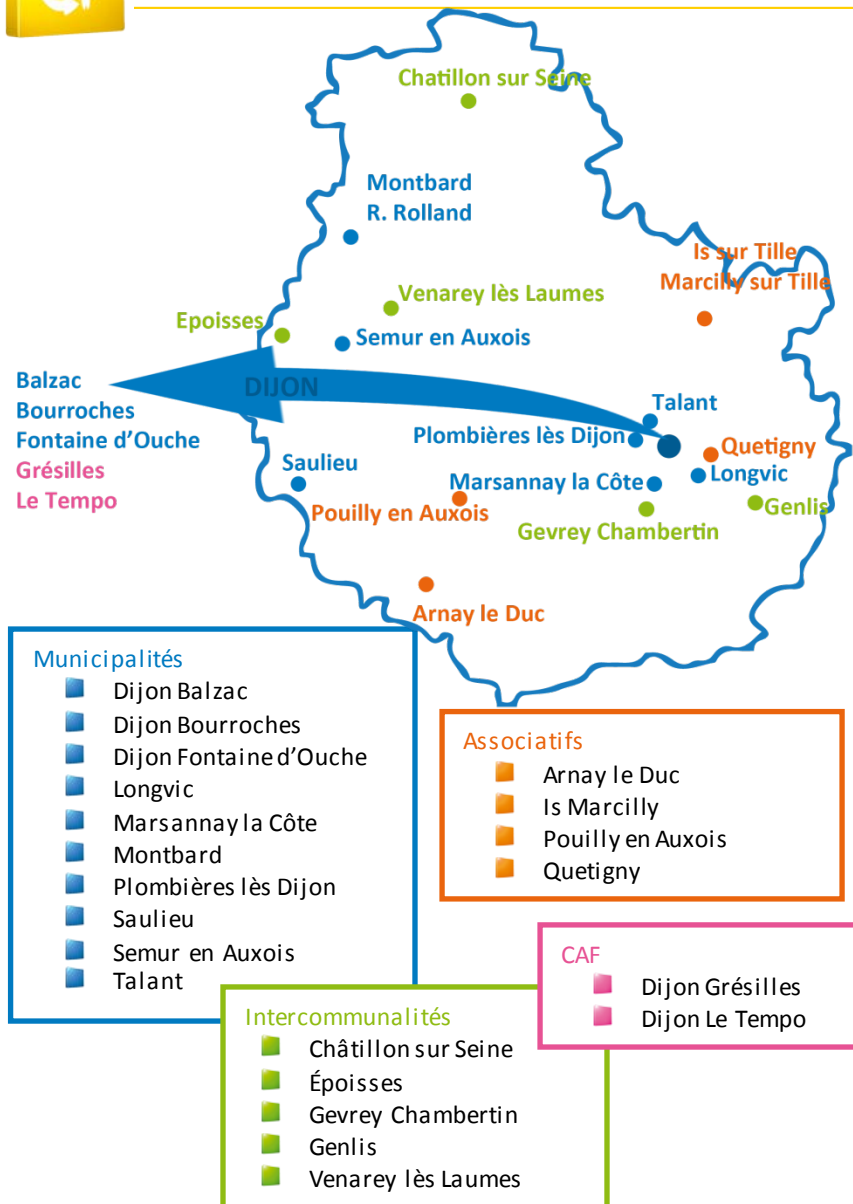 Chatillon sur Seine
Montbard
R. Rolland
Is sur Tille
Marcilly sur Tille
Venarey lès Laumes
Epoisses
Semur en Auxois
DIJON
Balzac
Bourroches
Fontaine d'Ouche
Grésilles
Le Tempo
Talant
Plombières lès Dijon
Quetigny
Saulieu
Marsannay la Côte
Longvic
Pouilly en Auxois
Genlis
Gevrey Chambertin
Arnay le Duc
Municipalités
Dijon Balzac
Dijon Bourroches
Dijon Fontaine d'Ouche
Longvic
Marsannay la Côte
Montbard
Plombières lès Dijon
Saulieu
Semur en Auxois
Talant
Associatifs
Arnay le Duc
Is Marcilly
Pouilly en Auxois
Quetigny
CAF
Dijon Grésilles
Dijon Le Tempo
Intercommunalités
Châtillon sur Seine
Époisses
Gevrey Chambertin
Genlis
Venarey lès Laumes